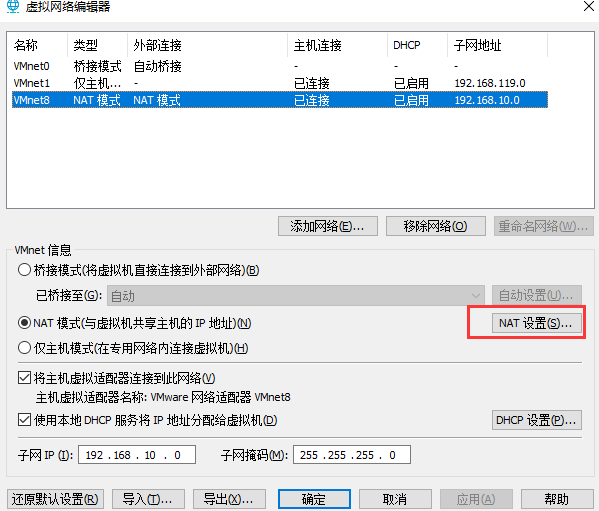 虚拟网络编辑器
名称 类型 外部连接 主机连接 DHCP 子网地址
VMnet0 桥接模式 自动桥接 - - -
VMnet1 仅主机... - 已连接 已启用 192.168.119.0
VMnet8 NAT 模式 NAT 模式 已连接 已启用 192.168.10.0
添加网络(E)... 移除网络(O) 重命名网络(W)...
VMnet 信息
桥接模式(将虚拟机直接连接到外部网络)(B)
已桥接至(G): 自动 自动设置(U)...
NAT 模式(与虚拟机共享主机的 IP 地址)(N) NAT 设置(S)...
仅主机模式(在专用网络内连接虚拟机)(H)
将主机虚拟适配器连接到此网络(V)
主机虚拟适配器名称: VMware 网络适配器 VMnet8
使用本地 DHCP 服务将 IP 地址分配给虚拟机(D) DHCP 设置(P)...
子网 IP (I): 192 .168 . 10 . 0 子网掩码(M): 255 .255 .255 . 0
还原默认设置(R) 导入(T)... 导出(X)... 确定 取消 应用(A) 帮助